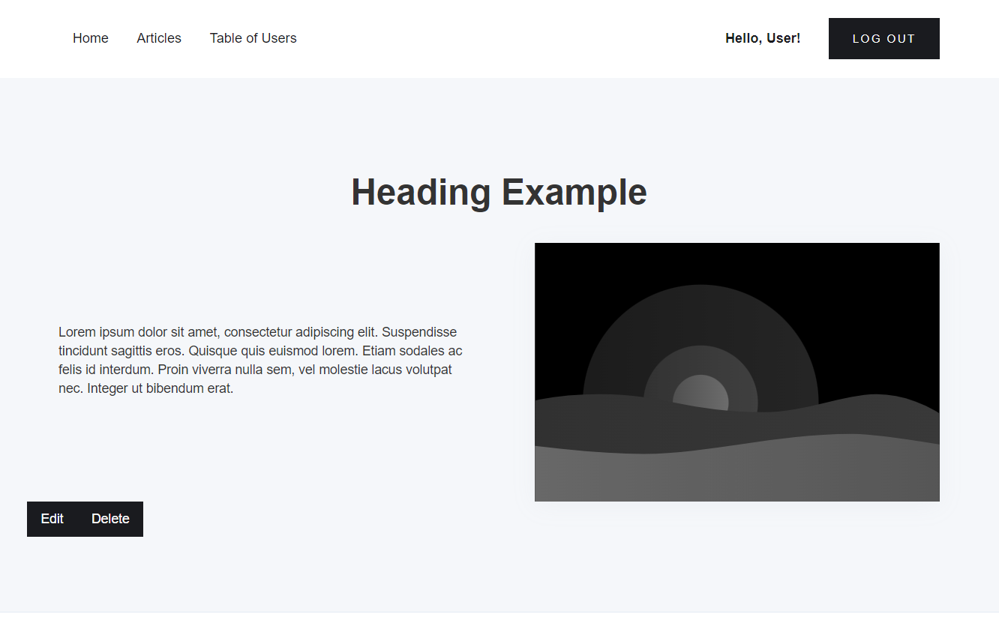 Home Articles Table of Users Hello, User! LOG OUT
Heading Example
Lorem ipsum dolor sit amet, consectetur adipiscing elit. Suspendisse
tincidunt sagittis eros. Quisque quis euismod lorem. Etiam sodales ac
felis id interdum. Proin viverra nulla sem, vel molestie lacus volutpat
nec. Integer ut bibendum erat.
Edit Delete